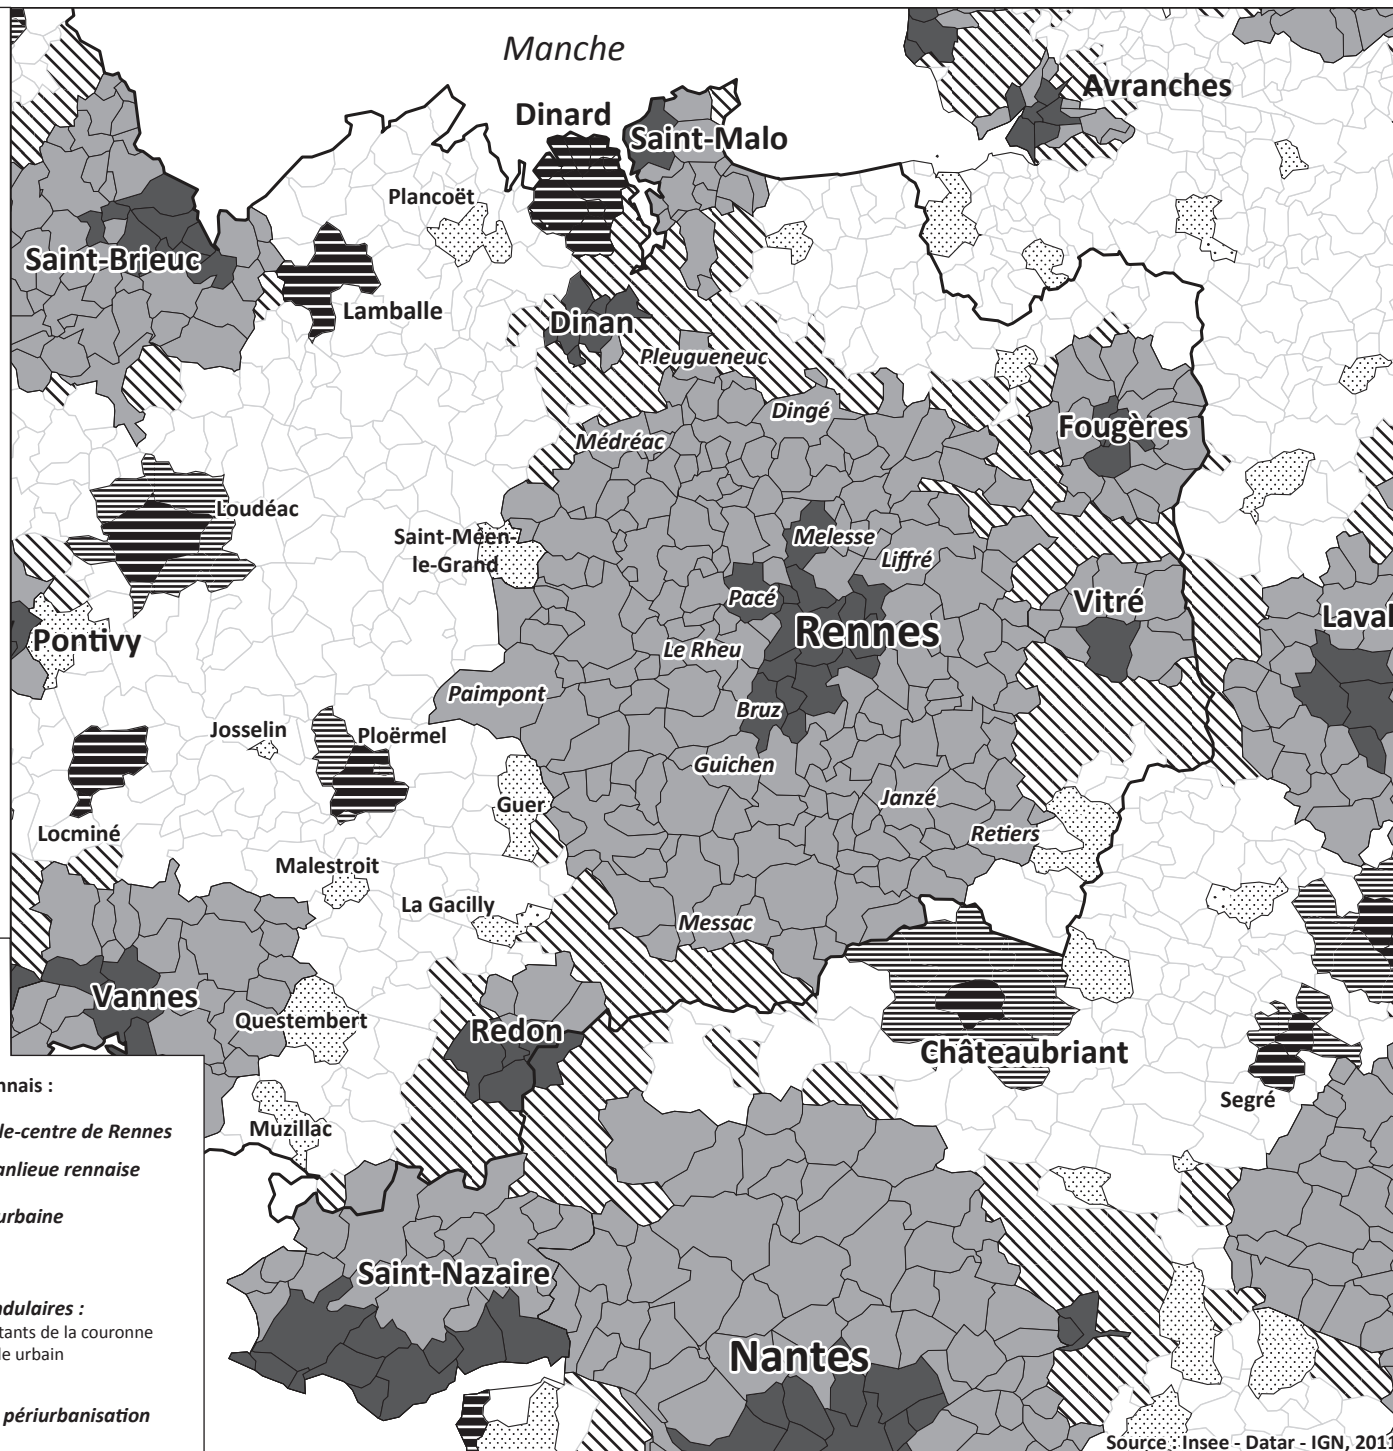 Manche
Avranches
Dinard
Saint-Malo
Plancoët
Saint-Brieuc
Lamballe
Dinan
Pleugueneuc
Dingé
Médréac
Fougères
Loudéac
Saint-Méen-
le-Grand
Melesse
Liffré
Pacé
Vitré
Laval
Rennes
Pontivy
Le Rheu
Paimpont
Bruz
Josselin
Ploërmel
Guichen
Janzé
Guer
Locminé
Retiers
Malestroit
La Gacilly
Messac
Vannes
Questembert
Redon
Châteaubriant
Segré
Muzillac
nnais :
le-centre de Rennes
anlieue rennaise
urbaine
Saint-Nazaire
ndulaires :
tants de la couronne
le urbain
Nantes
périurbanisation
Source : Insee - Datar - IGN, 201